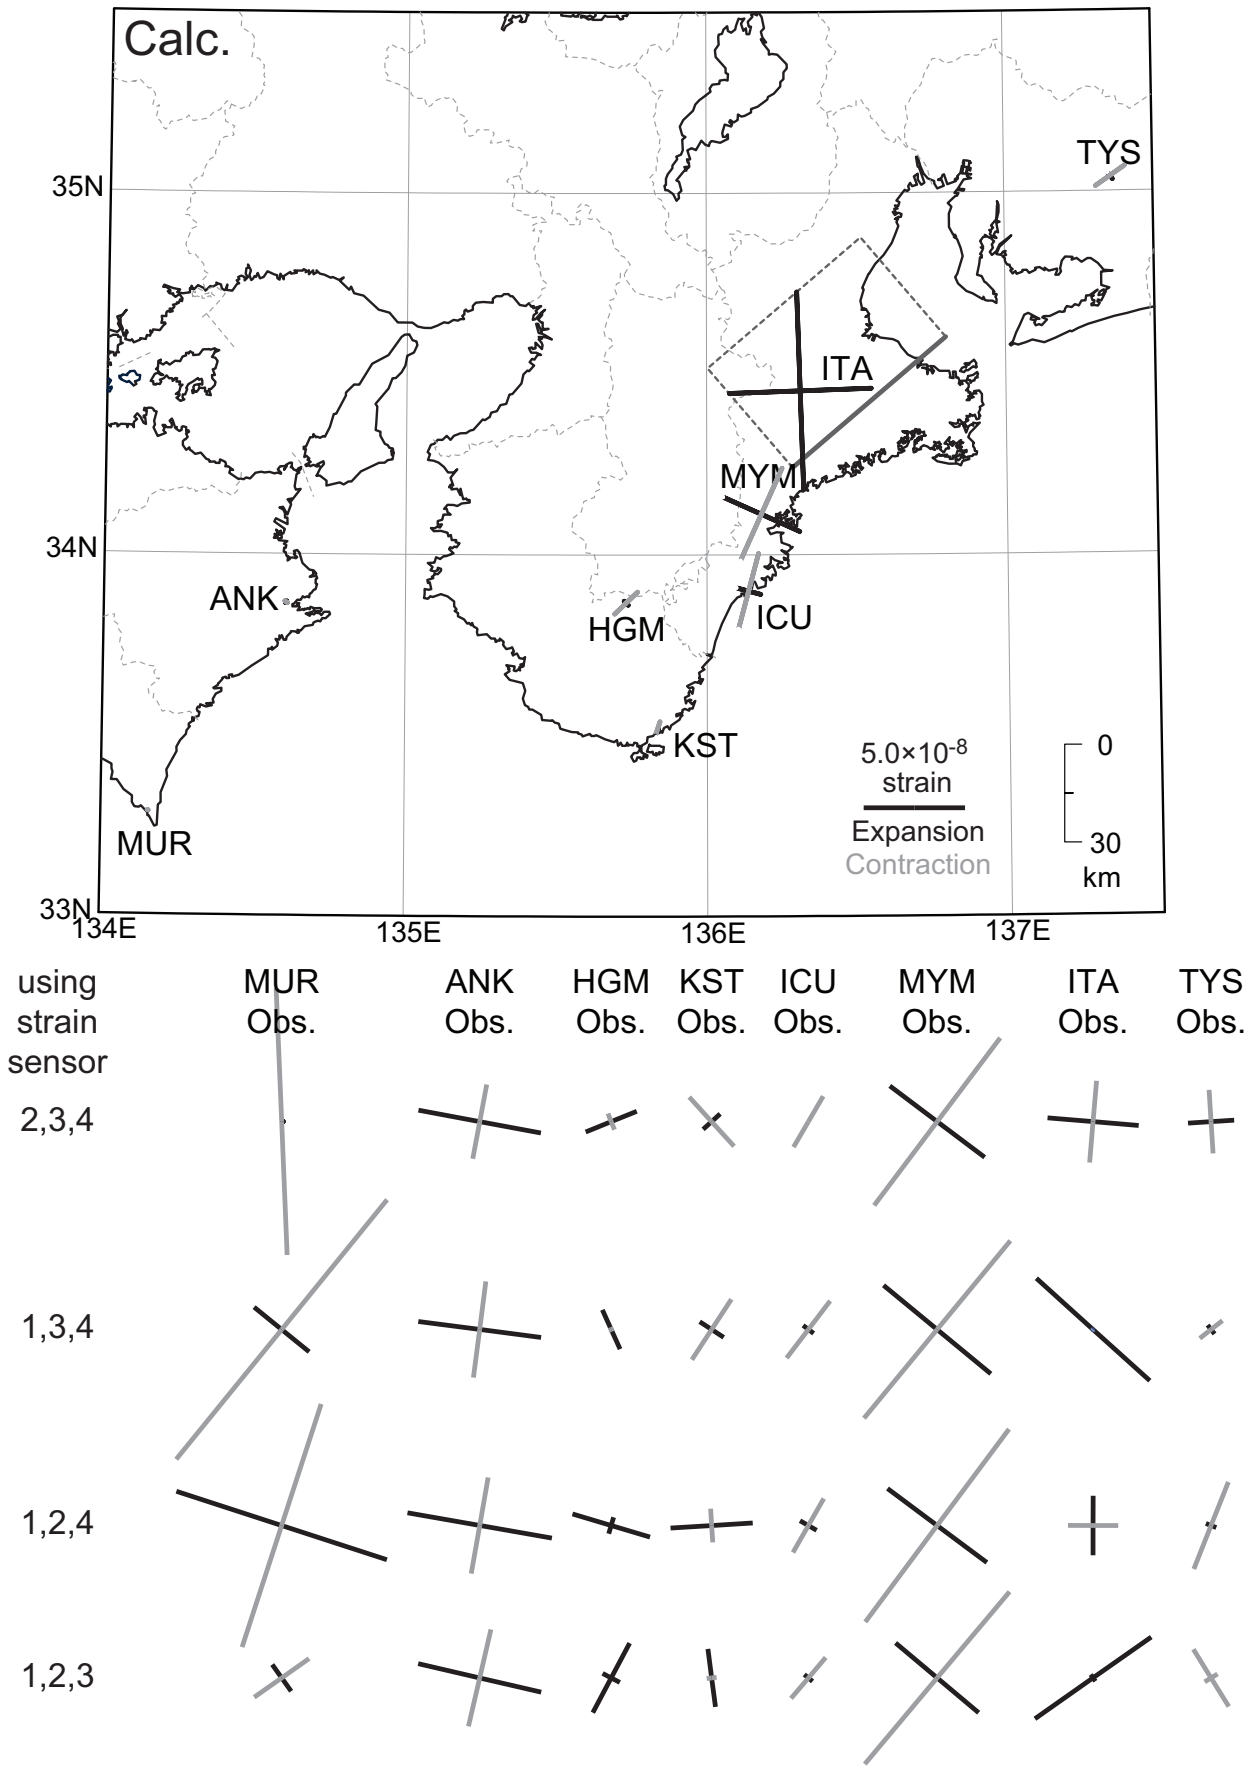 Calc.
TYS
35N
ITA
MYM
34N
ANK
HGM
ICU
KST
5.0×10-8
strain
Expansion
Contraction
0
30
km
MUR
33N
134E
135E
136E
137E
using
strain
sensor
MUR
Obs.
ANK
Obs.
HGM
Obs.
KST
Obs.
ICU
Obs.
MYM
Obs.
ITA
Obs.
TYS
Obs.
2,3,4
1,3,4
1,2,4
1,2,3